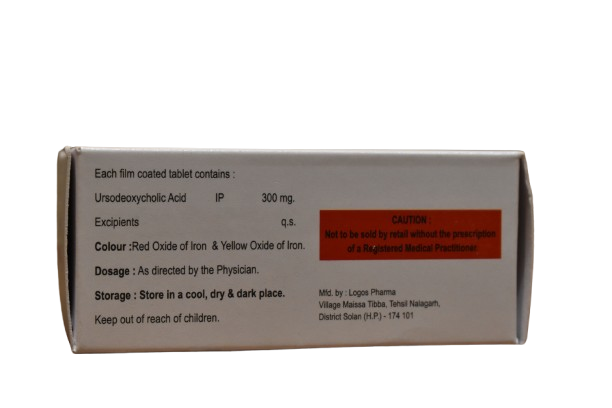 Each film coated tablet contains :
Ursodeoxycholic Acid IP 300 mg.
Excipients q.s.
Colour :Red Oxide of Iron & Yellow Oxide of Iron.
Dosage : As directed by the Physician.
Storage : Store in a cool, dry & dark place.
Keep out of reach of children.
CAUTION :
Not to be sold by retail without the prescription
of a Registered Medical Practitioner
Mfd. by : Logos Pharma
Village Maissa Tibba, Tehsil Nalagarh,
District Solan (H.P.) - 174 101